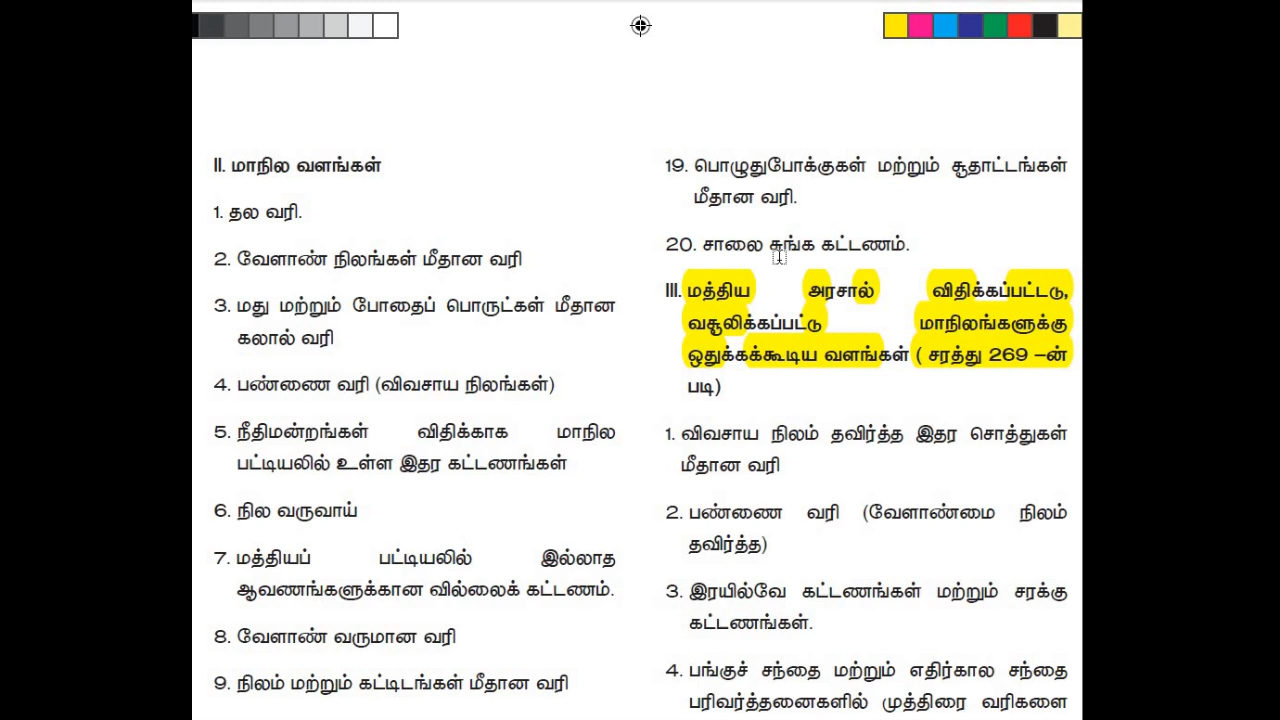 II. மாநில வளங்கள்
1. தல வரி.
2. வேளாண் நிலங்கள் மீதான வரி
3. மது மற்றும் போதைப் பொருட்கள் மீதான
கலால் வரி
4. பண்ணை வரி (விவசாய நிலங்கள்)
5. நீதிமன்றங்கள் விதிக்காக மாநில
பட்டியலில் உள்ள இதர கட்டணங்கள்
6. நில வருவாய்
7. மத்தியப் பட்டியலில் இல்லாத
ஆவணங்களுக்கான வில்லைக் கட்டணம்.
8. வேளாண் வருமான வரி
9. நிலம் மற்றும் கட்டிடங்கள் மீதான வரி
19. பொழுதுபோக்குகள் மற்றும் சூதாட்டங்கள்
மீதான வரி.
20. சாலை சுங்க கட்டணம்.
III. மத்திய அரசால் விதிக்கப்பட்டடு,
வசூலிக்கப்பட்டு மாநிலங்களுக்கு
ஒதுக்கக்கூடிய வளங்கள் ( சரத்து 269 –ன்
படி)
1. விவசாய நிலம் தவிர்த்த இதர சொத்துகள்
மீதான வரி
2. பண்ணை வரி (வேளாண்மை நிலம்
தவிர்த்த)
3. இரயில்வே கட்டணங்கள் மற்றும் சரக்கு
கட்டணங்கள்.
4. பங்குச் சந்தை மற்றும் எதிர்கால சந்தை
பரிவர்த்தனைகளில் முத்திரை வரிகளை